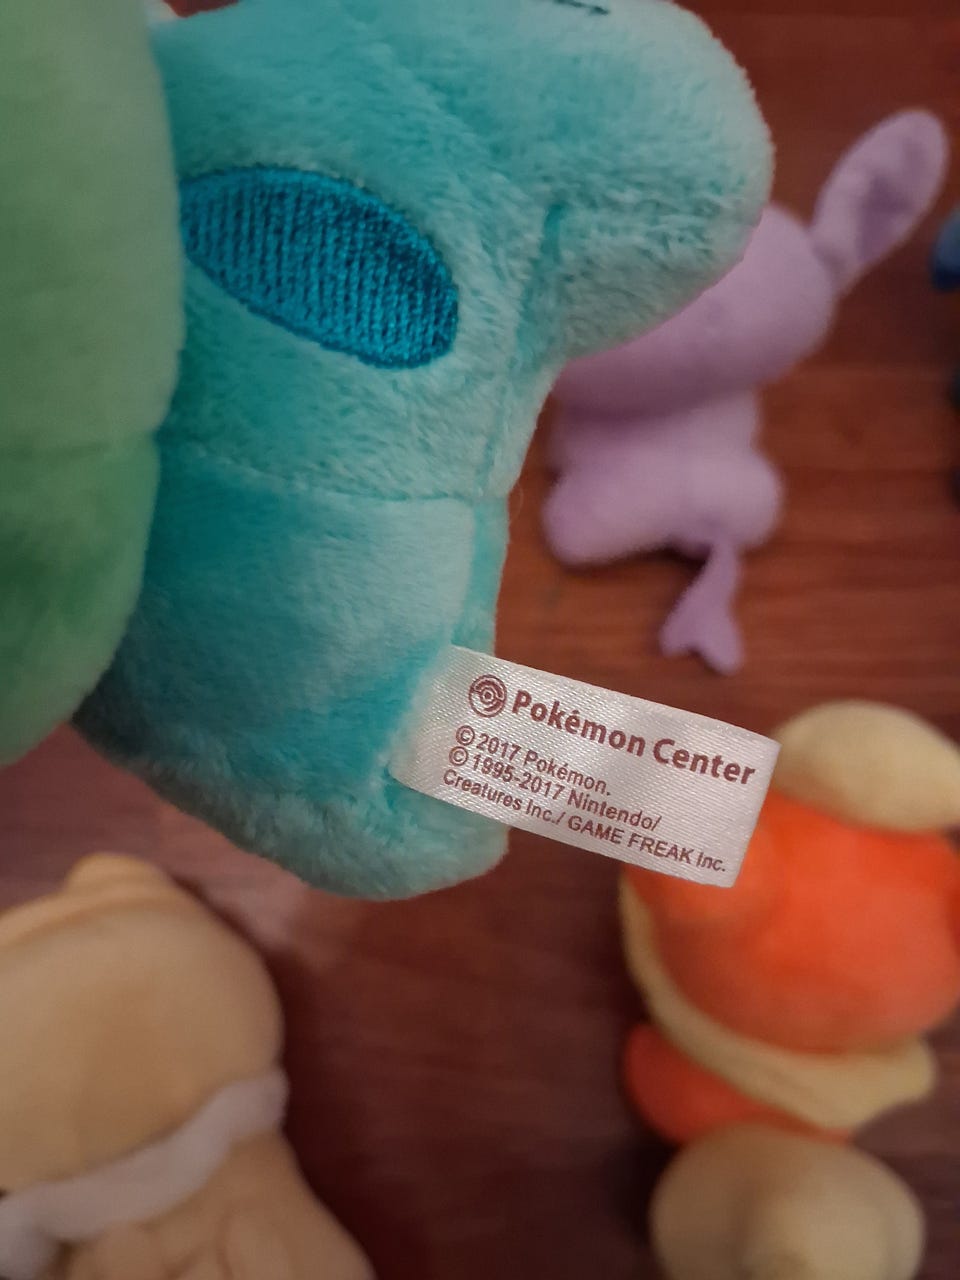 Pokémon Center
© 2017 Pokémon.
© 1995-2017 Nintendo/
Creatures Inc./ GAME FREAK Inc.